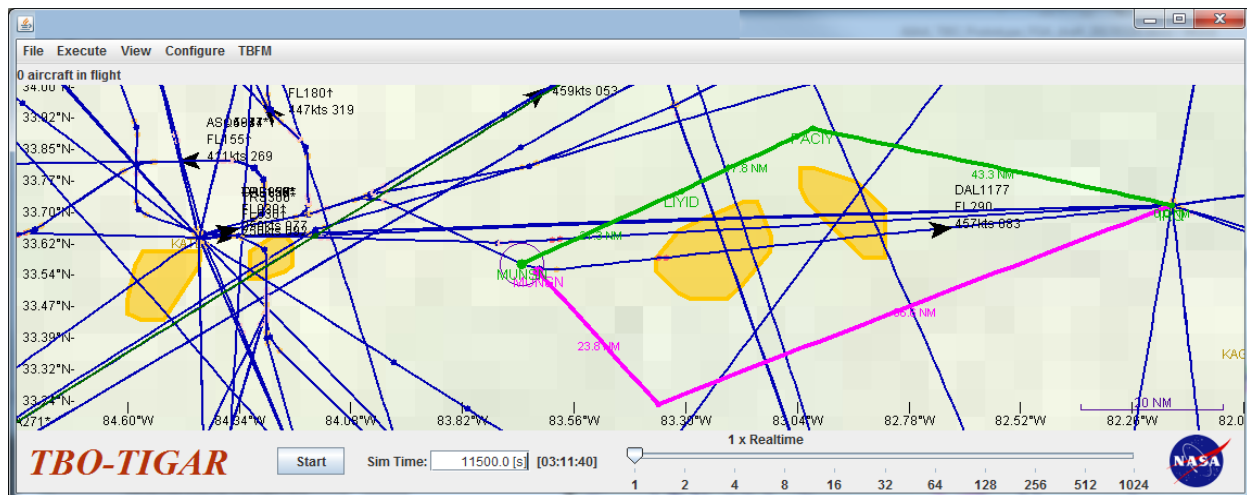 File Execute View Configure TBFM
0 aircraft in flight
34.00°N-
33.92°N-
33.85°N-
33.77°N-
33.70°N-
33.62°N-
33.54°N-
33.47°N-
33.39°N-
33.32°N-
FL180↑
447kts 319
459kts 053
FL155↑
411kts 269
PACIY
LIYID
43.3 NM
DAL1177
FL290
457kts 083
MUNSN
23.8 NM
KAG
84.60°W
84.34°W
84.08°W
83.82°W
83.56°W
83.30°W
83.04°W
82.78°W
82.52°W
82.26°W
82.0
20 NM
1 x Realtime
TBO-TIGAR
Start
Sim Time:
11500.0 [s]
[03:11:40]
1 2 4 8 16 32 64 128 256 512 1024
NASA